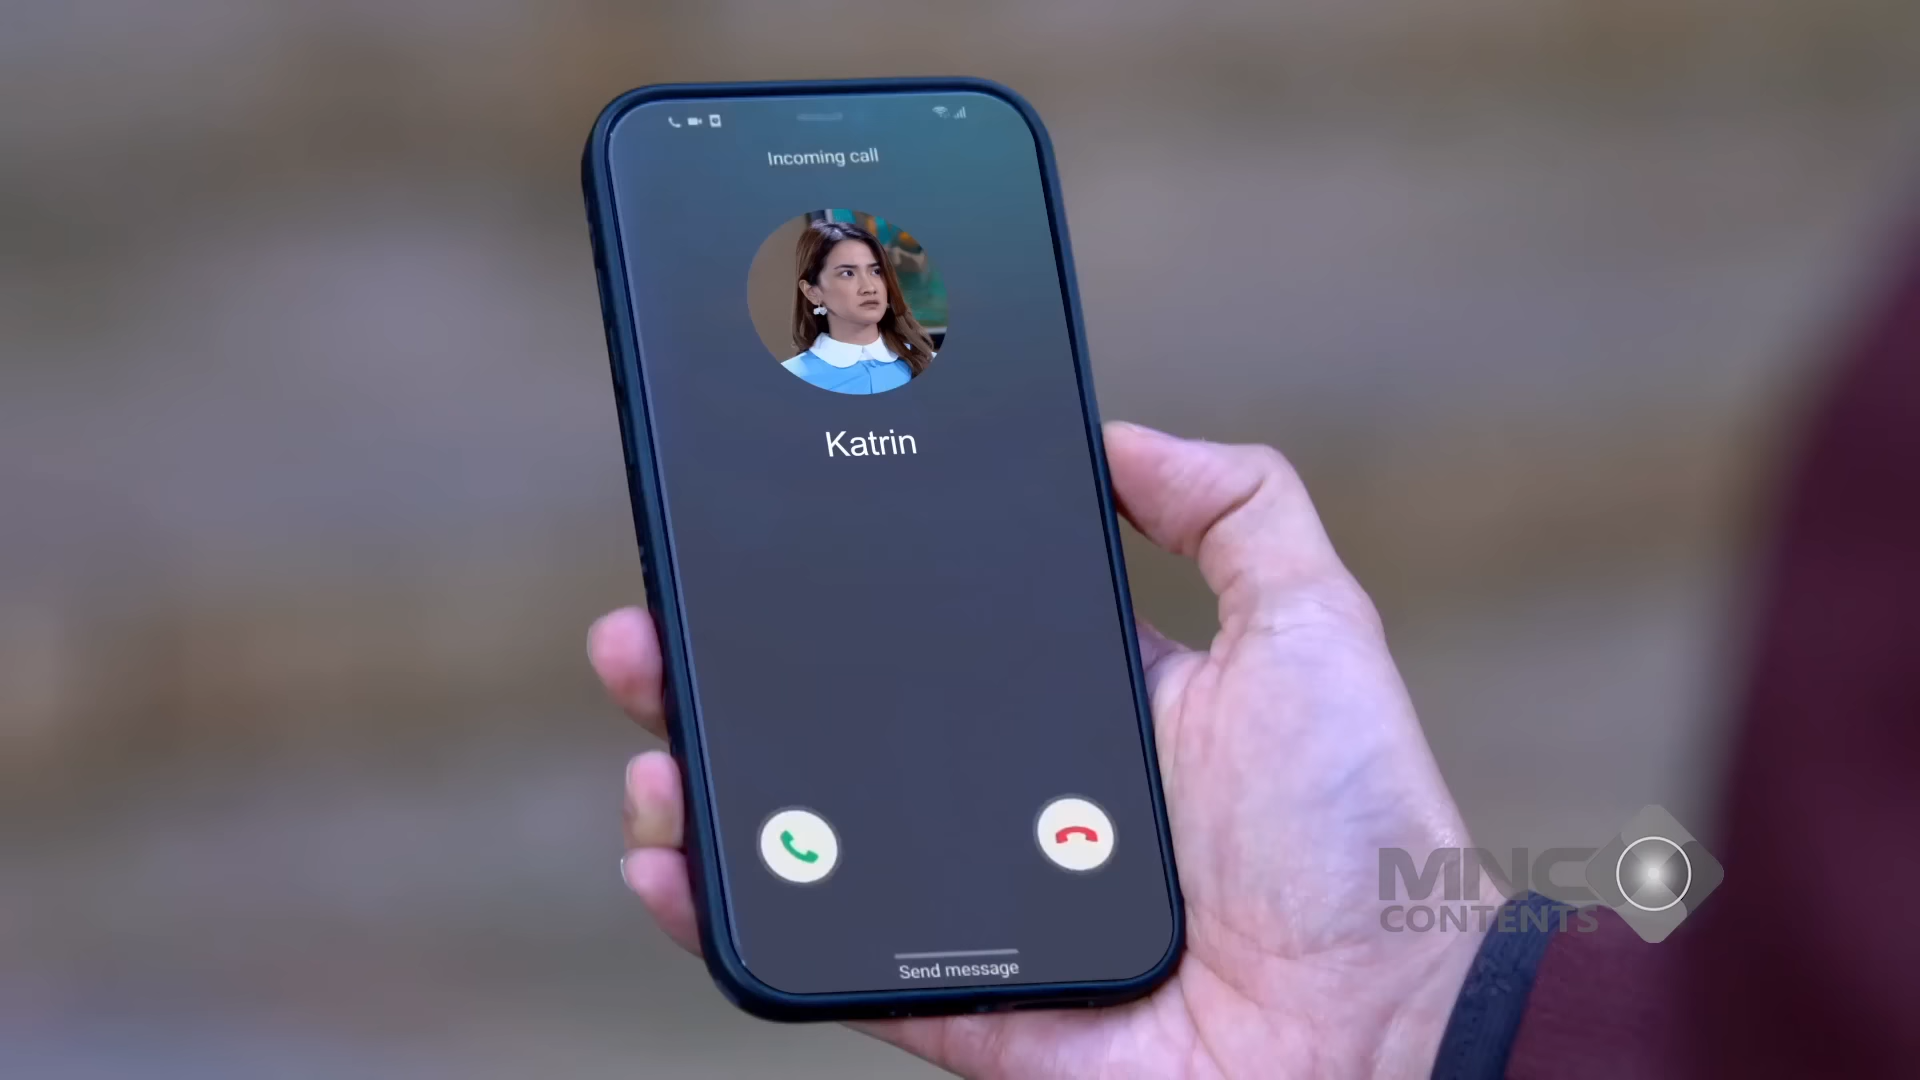 Incoming call
Katrin
Send message
MNC
CONTENTS